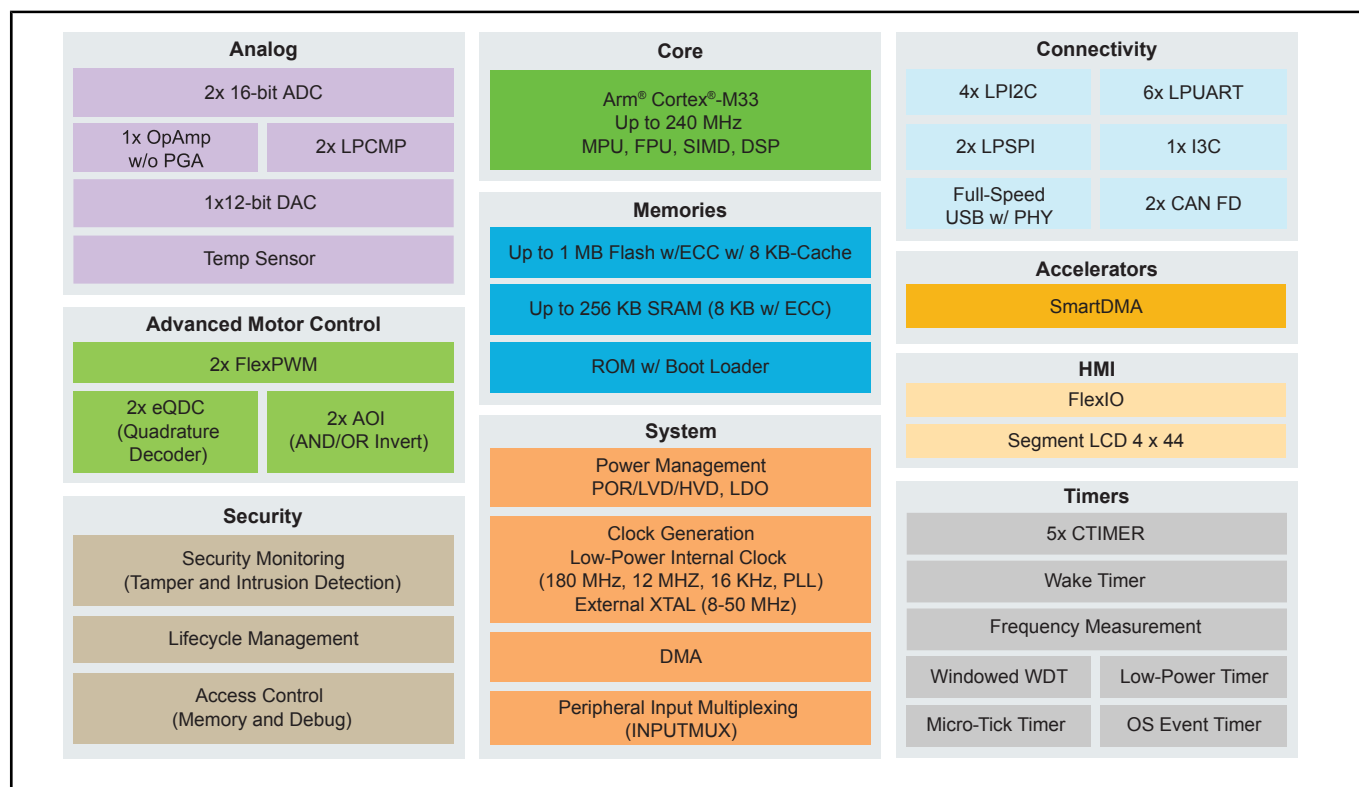 Analog
2x 16-bit ADC
1x OpAmp
w/o PGA
2x LPCMP
1x12-bit DAC
Temp Sensor
Advanced Motor Control
2x FlexPWM
2x eQDC
(Quadrature
Decoder)
2x AOI
(AND/OR Invert)
Security
Security Monitoring
(Tamper and Intrusion Detection)
Lifecycle Management
Access Control
(Memory and Debug)
Core
Arm® Cortex®-M33
Up to 240 MHz
MPU, FPU, SIMD, DSP
Memories
Up to 1 MB Flash w/ECC w/ 8 KB-Cache
Up to 256 KB SRAM (8 KB w/ ECC)
ROM w/ Boot Loader
System
Power Management
POR/LVD/HVD, LDO
Clock Generation
Low-Power Internal Clock
(180 MHz, 12 MHZ, 16 KHz, PLL)
External XTAL (8-50 MHz)
DMA
Peripheral Input Multiplexing
(INPUTMUX)
Connectivity
4x LPI2C
6x LPUART
2x LPSPI
1x I3C
Full-Speed
USB w/ PHY
2x CAN FD
Accelerators
SmartDMA
HMI
FlexIO
Segment LCD 4 x 44
Timers
5x CTIMER
Wake Timer
Frequency Measurement
Windowed WDT
Low-Power Timer
Micro-Tick Timer
OS Event Timer